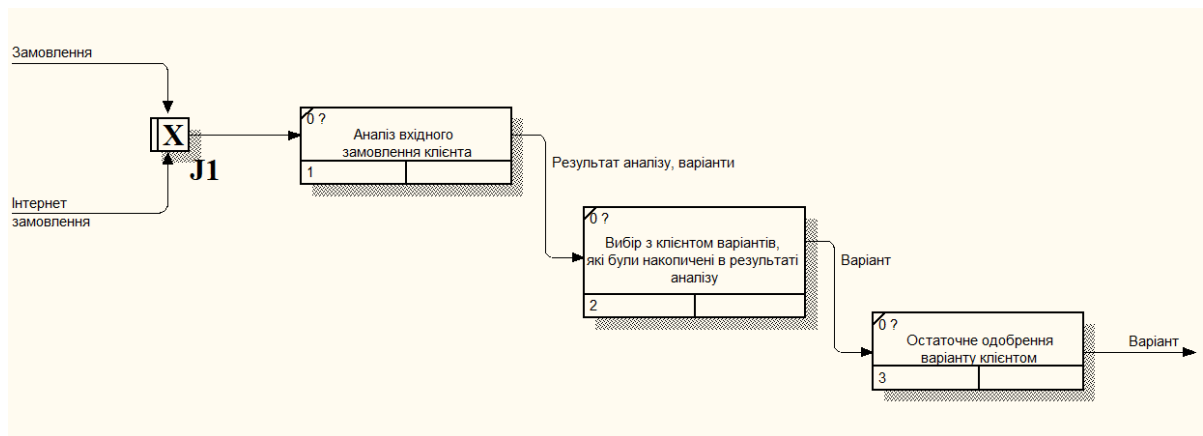 Замовлення
X
J1
Інтернет
замовлення
0 ?
Аналіз вхідного
замовлення клієнта
1
Результат аналізу, варіанти
0 ?
Вибір з клієнтом варіантів,
які були накопичені в результаті
аналізу
2
Варіант
0 ?
Остаточне одобрення
варіанту клієнтом
3
Варіант